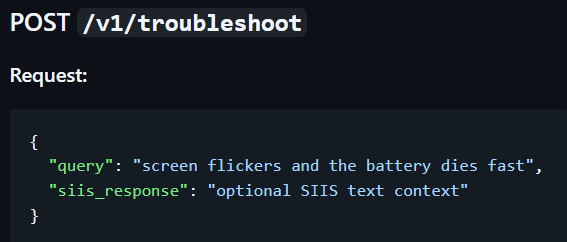 POST /v1/troubleshoot
Request:
{
"query": "screen flickers and the battery dies fast",
"siis_response": "optional SIIS text context"
}